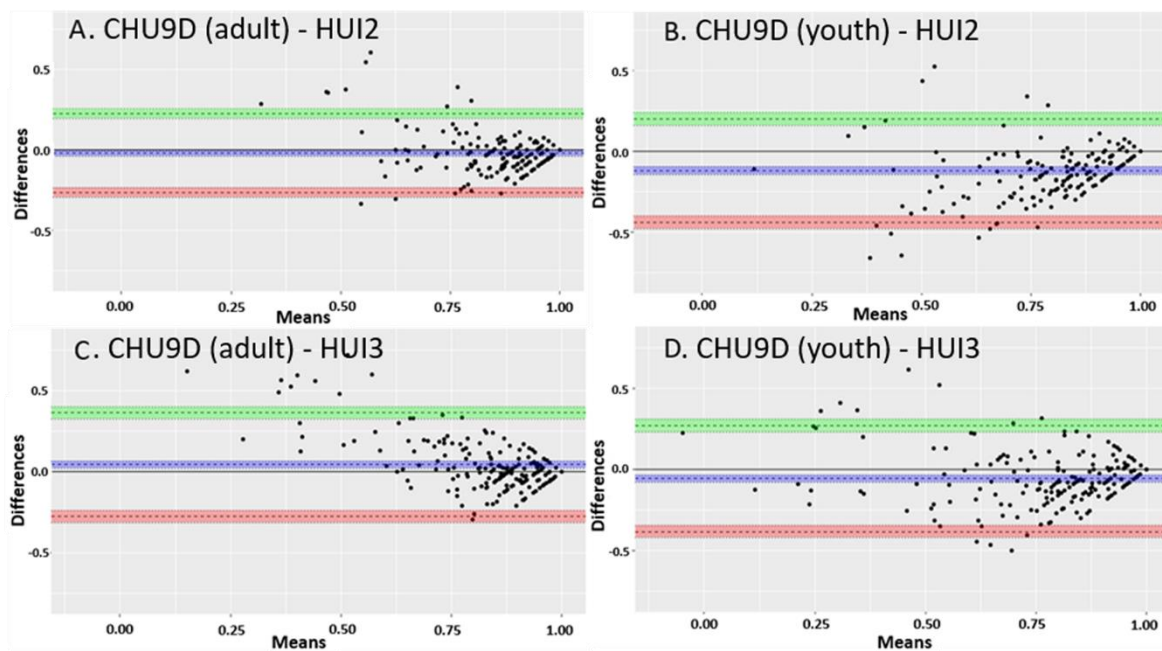 A. CHU9D (adult) - HUI2
0.5
0.0
-0.5
Differences
0.00 0.25 0.50 0.75 1.00
Means
B. CHU9D (youth) - HUI2
0.5
0.0
-0.5
Differences
0.00 0.25 0.50 0.75 1.00
Means
C. CHU9D (adult) - HUI3
0.5
0.0
-0.5
Differences
0.00 0.25 0.50 0.75 1.00
Means
D. CHU9D (youth) - HUI3
0.5
0.0
-0.5
Differences
0.00 0.25 0.50 0.75 1.00
Means